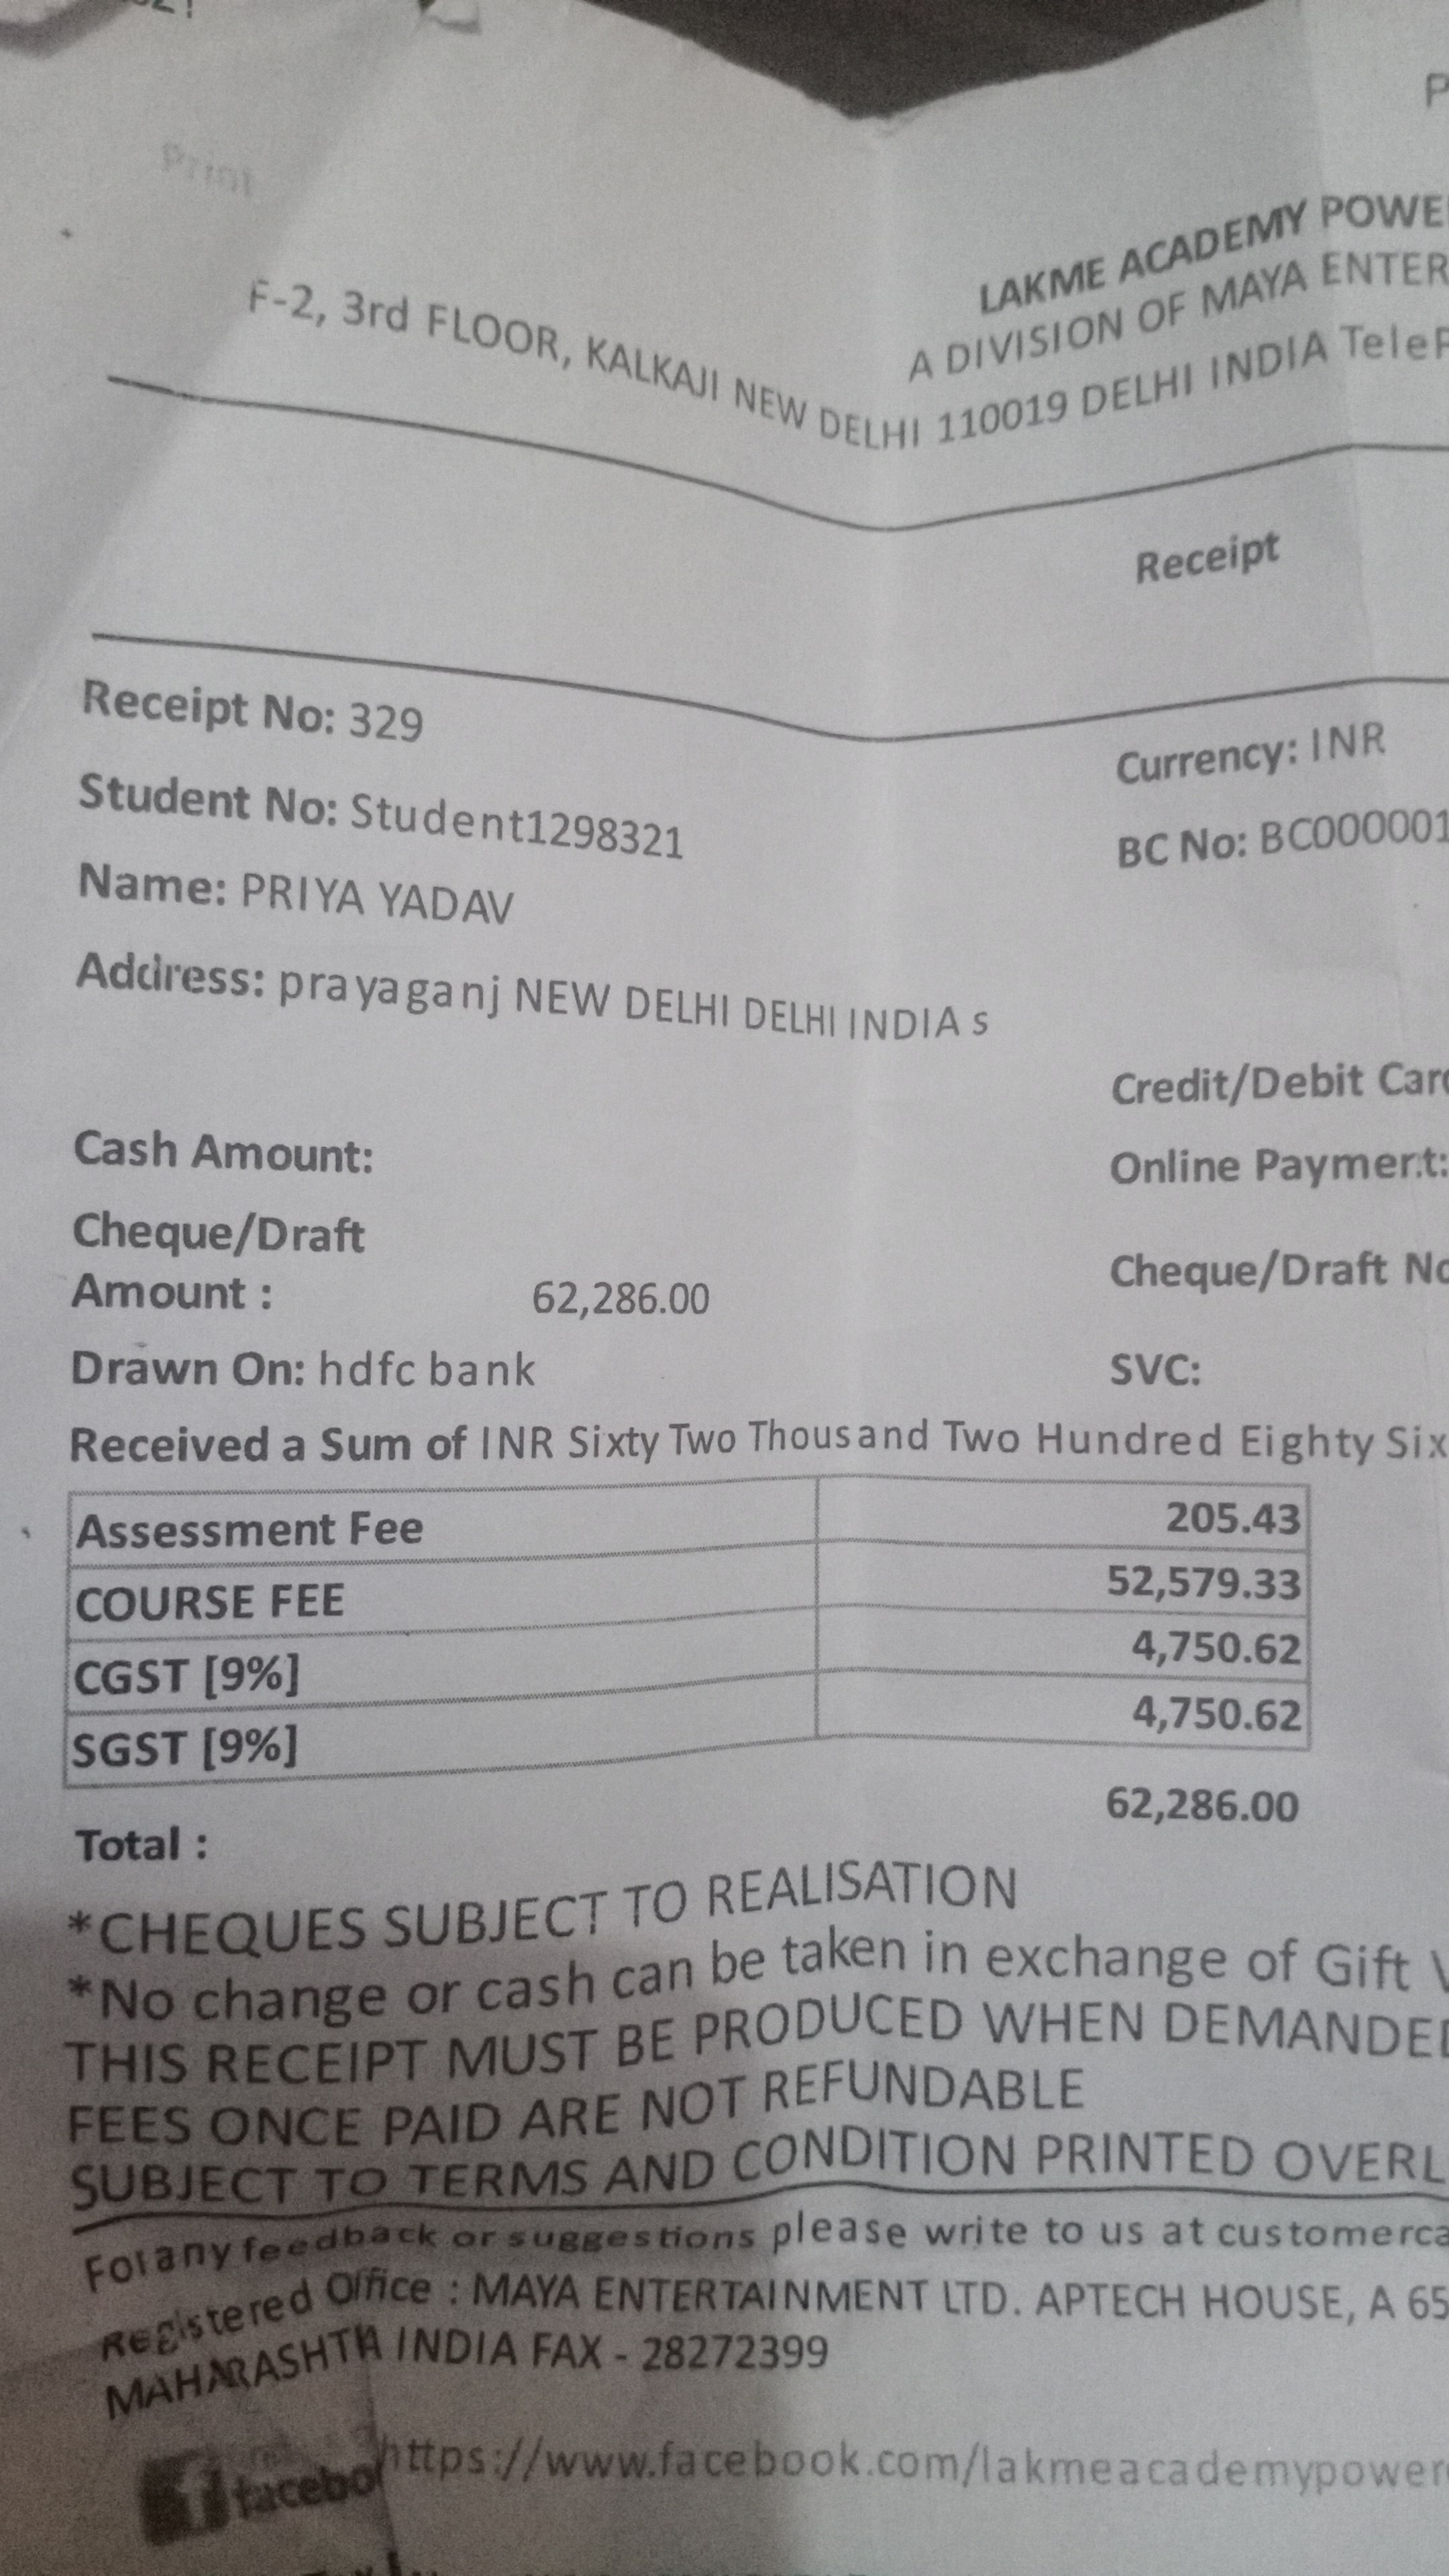 Print
P
LAKME ACADEMY POWE
A DIVISION OF MAYA ENTER
F-2, 3rd FLOOR, KALKAJI NEW DELHI 110019 DELHI INDIA TeleP
Receipt
Receipt No: 329
Currency: INR
Student No: Student1298321
BC No: BC000001
Name: PRIYA YADAV
Address: prayaganj NEW DELHI DELHI INDIA s
Credit/Debit Card
Cash Amount:
Online Payment:
Cheque/Draft
Amount : 62,286.00
Cheque/Draft No
Drawn On: hdfc bank
SVC:
Received a Sum of INR Sixty Two Thousand Two Hundred Eighty Six
Assessment Fee 205.43
COURSE FEE 52,579.33
CGST [9%] 4,750.62
SGST [9%] 4,750.62
Total : 62,286.00
*CHEQUES SUBJECT TO REALISATION
*No change or cash can be taken in exchange of Gift V
THIS RECEIPT MUST BE PRODUCED WHEN DEMANDED
FEES ONCE PAID ARE NOT REFUNDABLE
SUBJECT TO TERMS AND CONDITION PRINTED OVERL
For any feedback or suggestions please write to us at customerca
Registered Office : MAYA ENTERTAINMENT LTD. APTECH HOUSE, A 65
MAHARASHTRA INDIA FAX - 28272399
facebo https://www.facebook.com/lakmeacademypower